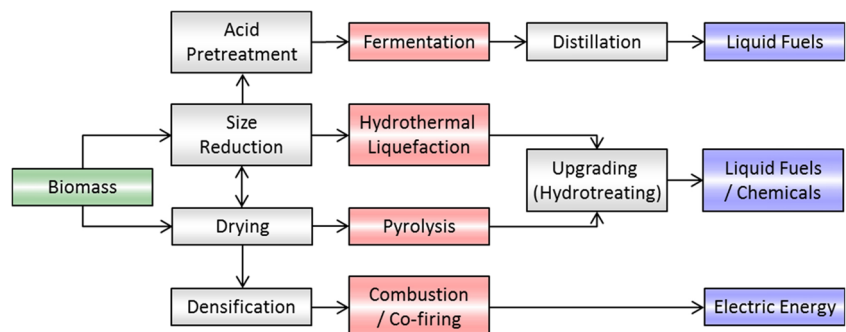 Acid
Pretreatment
Fermentation
Distillation
Liquid Fuels
Size
Reduction
Hydrothermal
Liquefaction
Biomass
Upgrading
(Hydrotreating)
Liquid Fuels
/ Chemicals
Drying
Pyrolysis
Densification
Combustion
/ Co-firing
Electric Energy